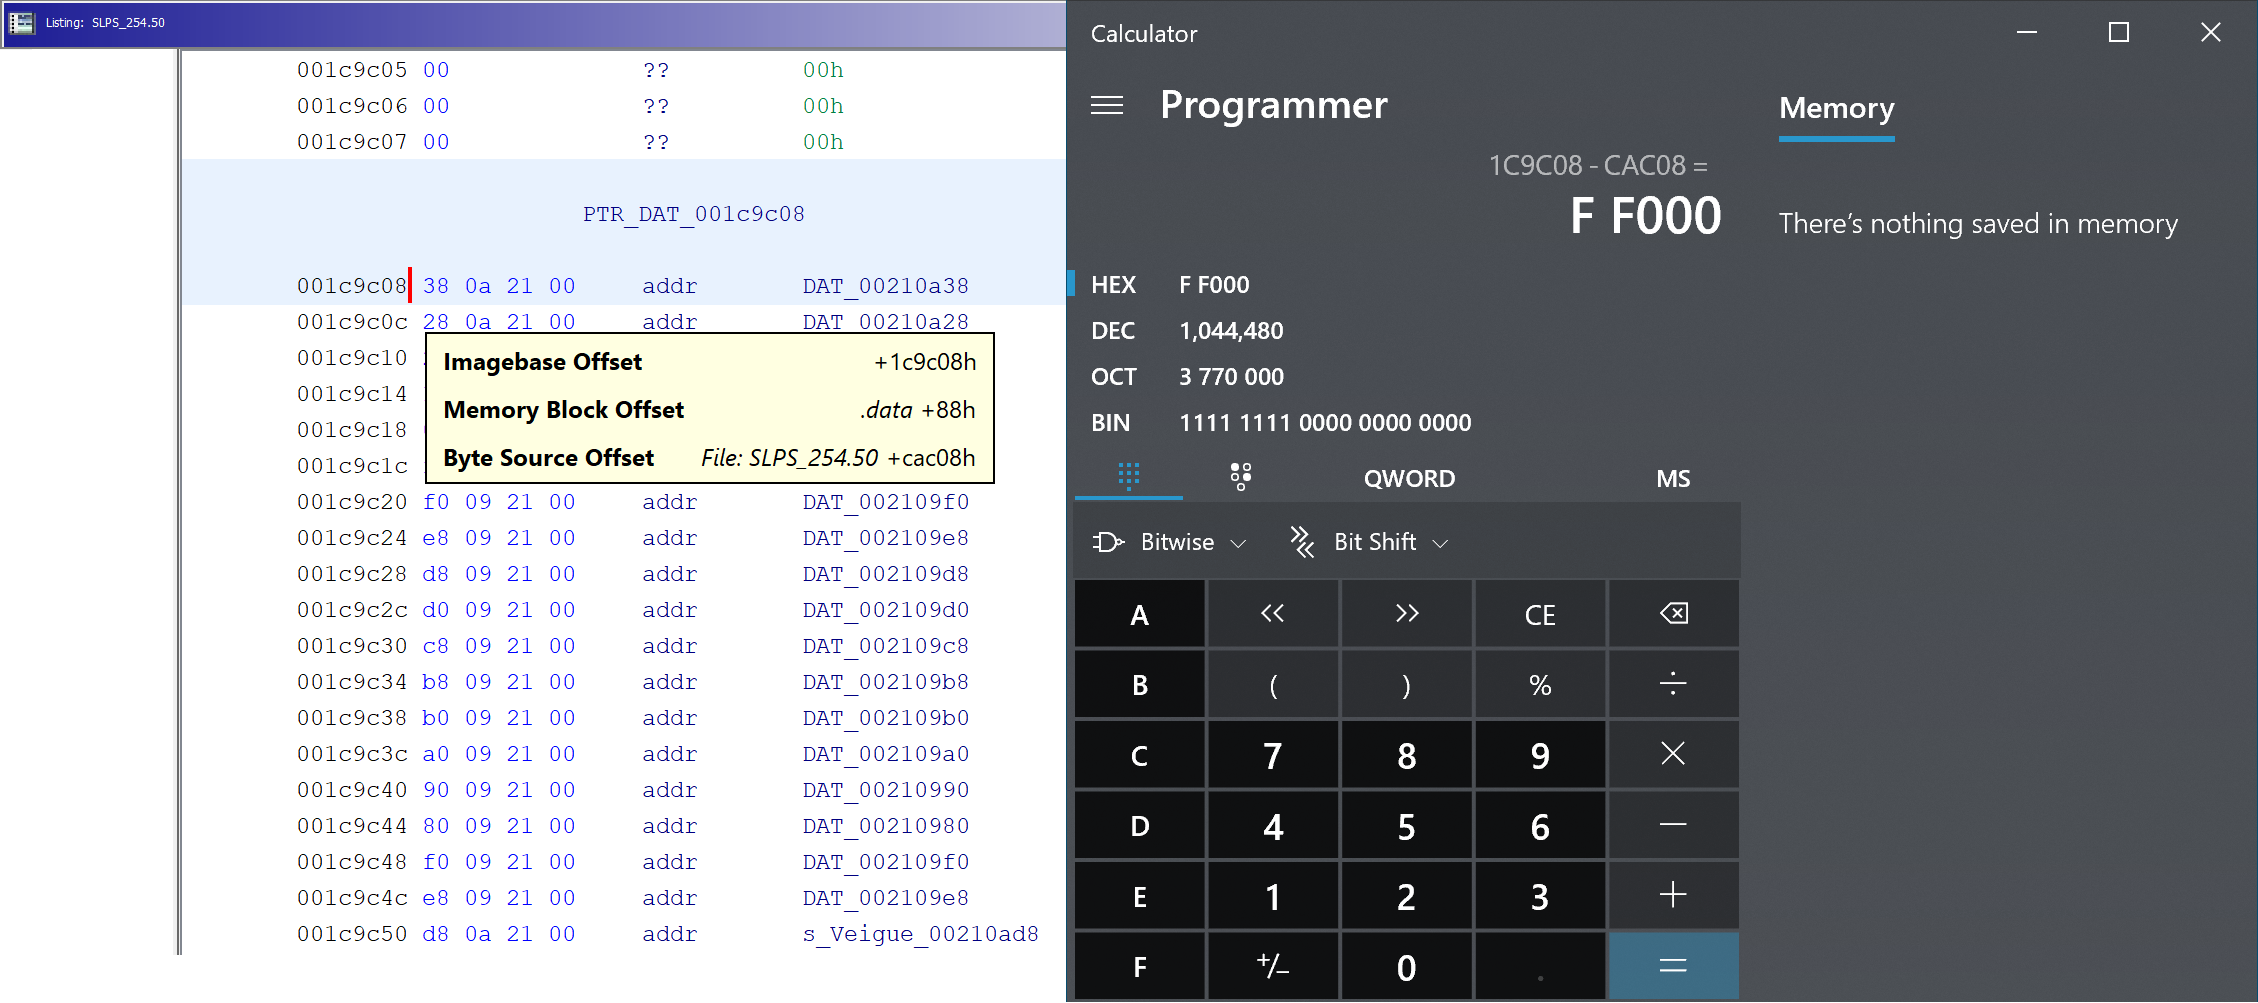 Listing: SLPS_254.50
001c9c05 00 ?? 00h
001c9c06 00 ?? 00h
001c9c07 00 ?? 00h
PTR_DAT_001c9c08
001c9c08 38 0a 21 00 addr DAT_00210a38
001c9c0c 28 0a 21 00 addr DAT_00210a28
001c9c10
001c9c14
001c9c18
001c9c1c
Imagebase Offset +1c9c08h
Memory Block Offset .data +88h
Byte Source Offset File: SLPS_254.50 +cac08h
001c9c20 f0 09 21 00 addr DAT_002109f0
001c9c24 e8 09 21 00 addr DAT_002109e8
001c9c28 d8 09 21 00 addr DAT_002109d8
001c9c2c d0 09 21 00 addr DAT_002109d0
001c9c30 c8 09 21 00 addr DAT_002109c8
001c9c34 b8 09 21 00 addr DAT_002109b8
001c9c38 b0 09 21 00 addr DAT_002109b0
001c9c3c a0 09 21 00 addr DAT_002109a0
001c9c40 90 09 21 00 addr DAT_00210990
001c9c44 80 09 21 00 addr DAT_00210980
001c9c48 f0 09 21 00 addr DAT_002109f0
001c9c4c e8 09 21 00 addr DAT_002109e8
001c9c50 d8 0a 21 00 addr s_Veigue_00210ad8
Calculator
Programmer
1C9C08 - CAC08 =
F F000
HEX F F000
DEC 1,044,480
OCT 3 770 000
BIN 1111 1111 0000 0000 0000
QWORD MS
Bitwise Bit Shift
A << >> CE
B ( ) % ÷
C 7 8 9 ×
D 4 5 6 −
E 1 2 3 +
F +/− 0 . =
Memory
There's nothing saved in memory